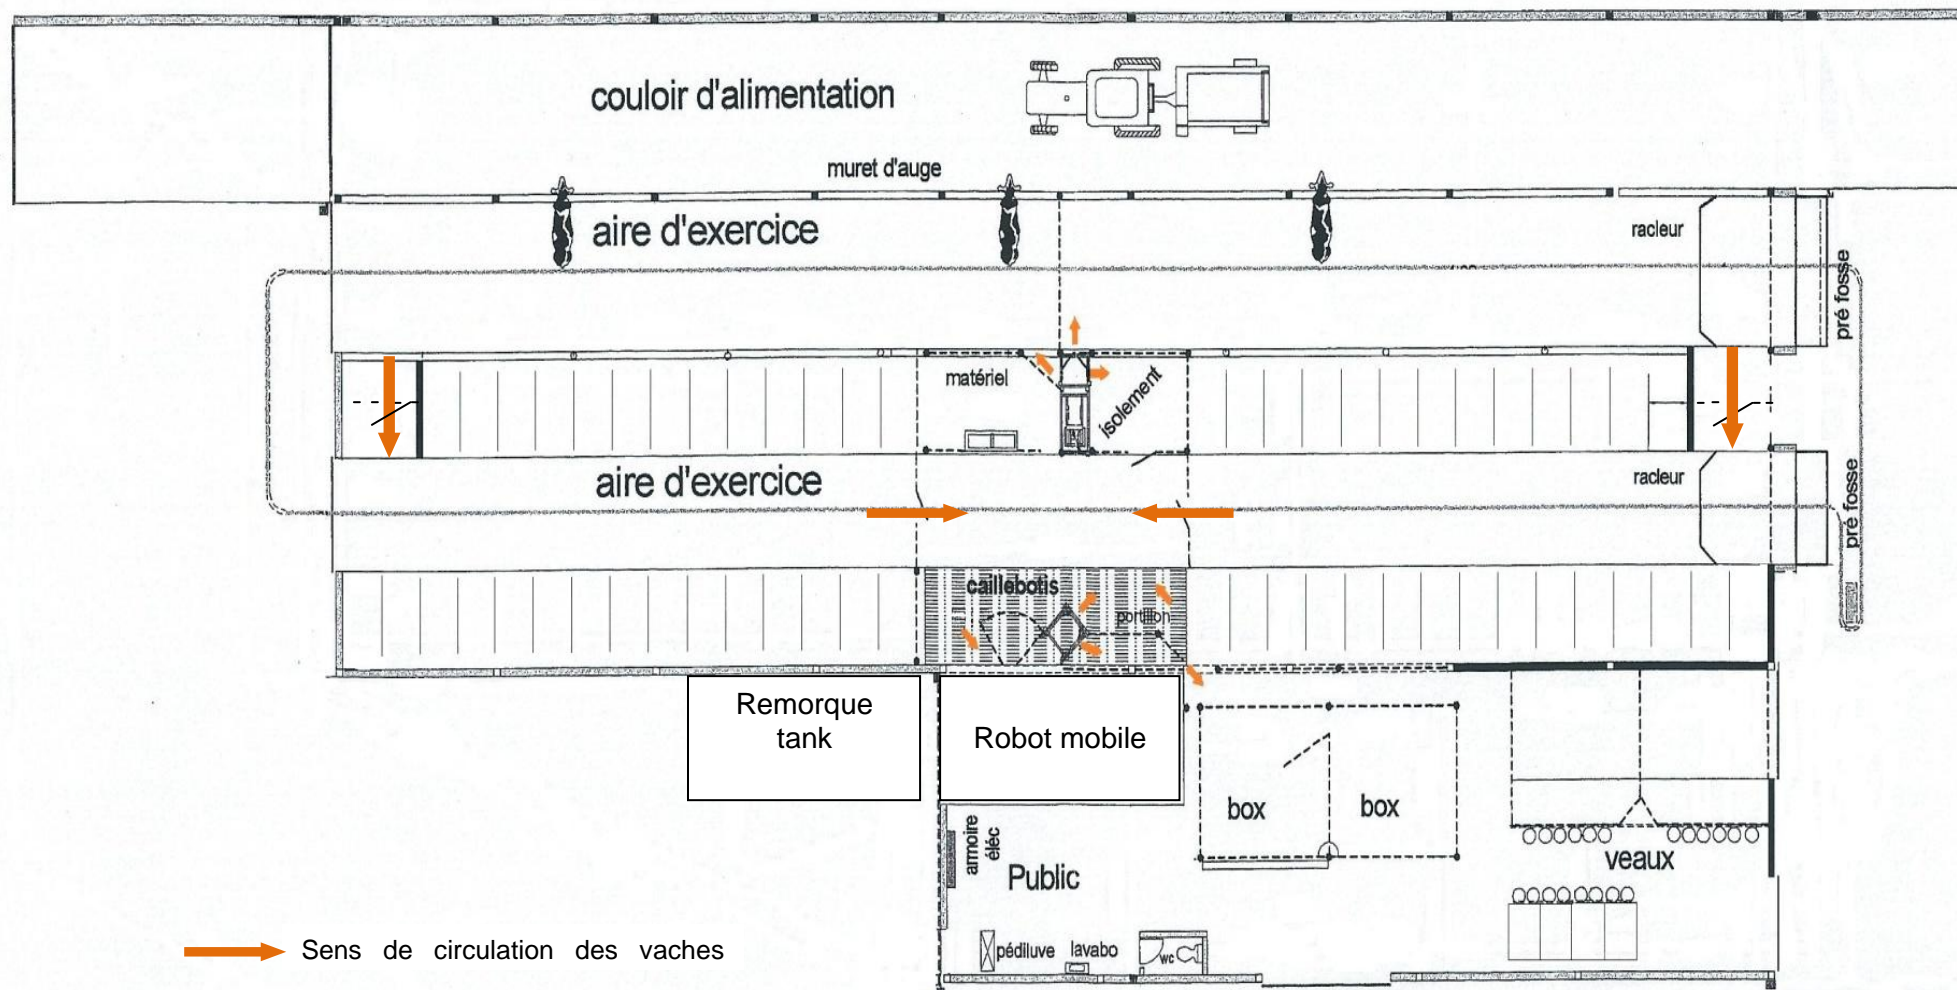 couloir d'alimentation
muret d'auge
aire d'exercice
racleur
pré fosse
matériel
isolement
aire d'exercice
racleur
pré fosse
caillebotis
portillon
Remorque
tank
Robot mobile
box
box
armoire
éléc
Public
veaux
pédiluve
lavabo
wc
Sens de circulation des vaches